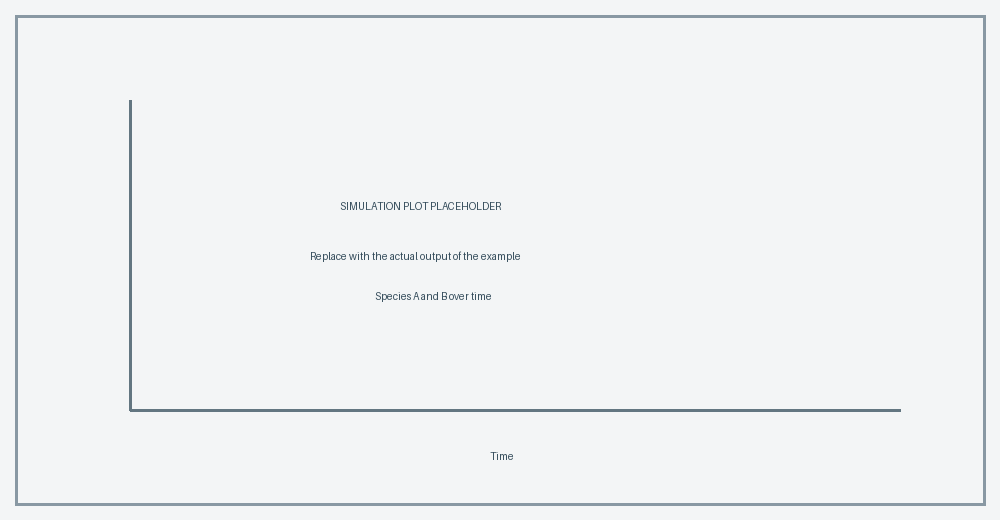 SIMULATION PLOT PLACEHOLDER
Replace with the actual output of the example
Species A and B over time
Time